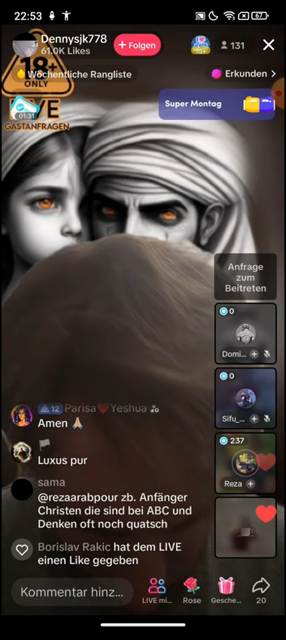 22:53
67
Dennysjk778
61.0K Likes
+ Folgen
131
18+
ONLY
Wöchentliche Rangliste
Erkunden >
LIVE
01:31
GASTANFRAGEN
Super Montag
Anfrage
zum
Beitreten
0
Domi... +
0
Sifu_... +
237
Reza +
12 Parisa❤️Yeshua
Amen 🙏
Luxus pur
sama
@rezaarabpour zb. Anfänger
Christen die sind bei ABC und
Denken oft noch quatsch
Borislav Rakic hat dem LIVE
einen Like gegeben
Kommentar hinz...
LIVE mi...
Rose
Gesche...
20